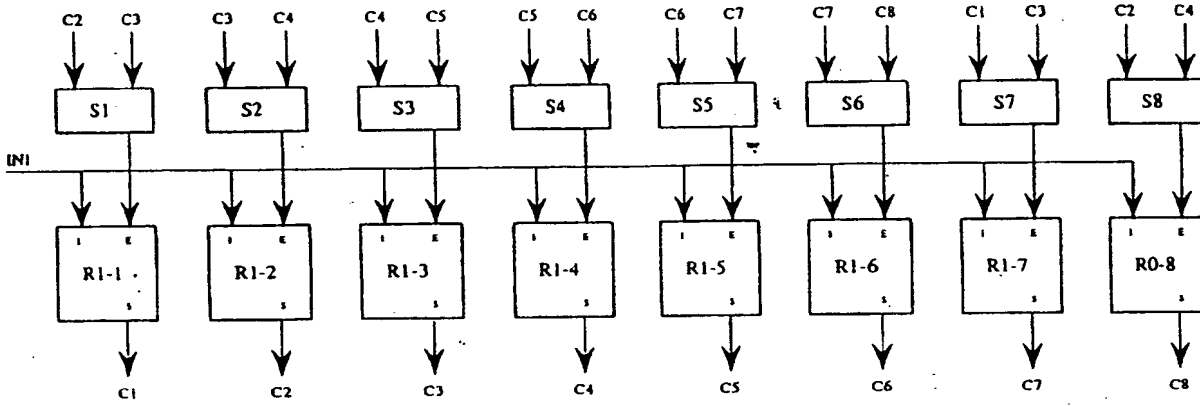 C2 C3 C3 C4 C4 C5 C5 C6 C6 C7 C7 C8 C1 C3 C2 C4
S1 S2 S3 S4 S5 S6 S7 S8
IN1
I E I E I E I E I E I E I E I E
R1-1 R1-2 R1-3 R1-4 R1-5 R1-6 R1-7 R0-8
S S S S S S S S
C1 C2 C3 C4 C5 C6 C7 C8